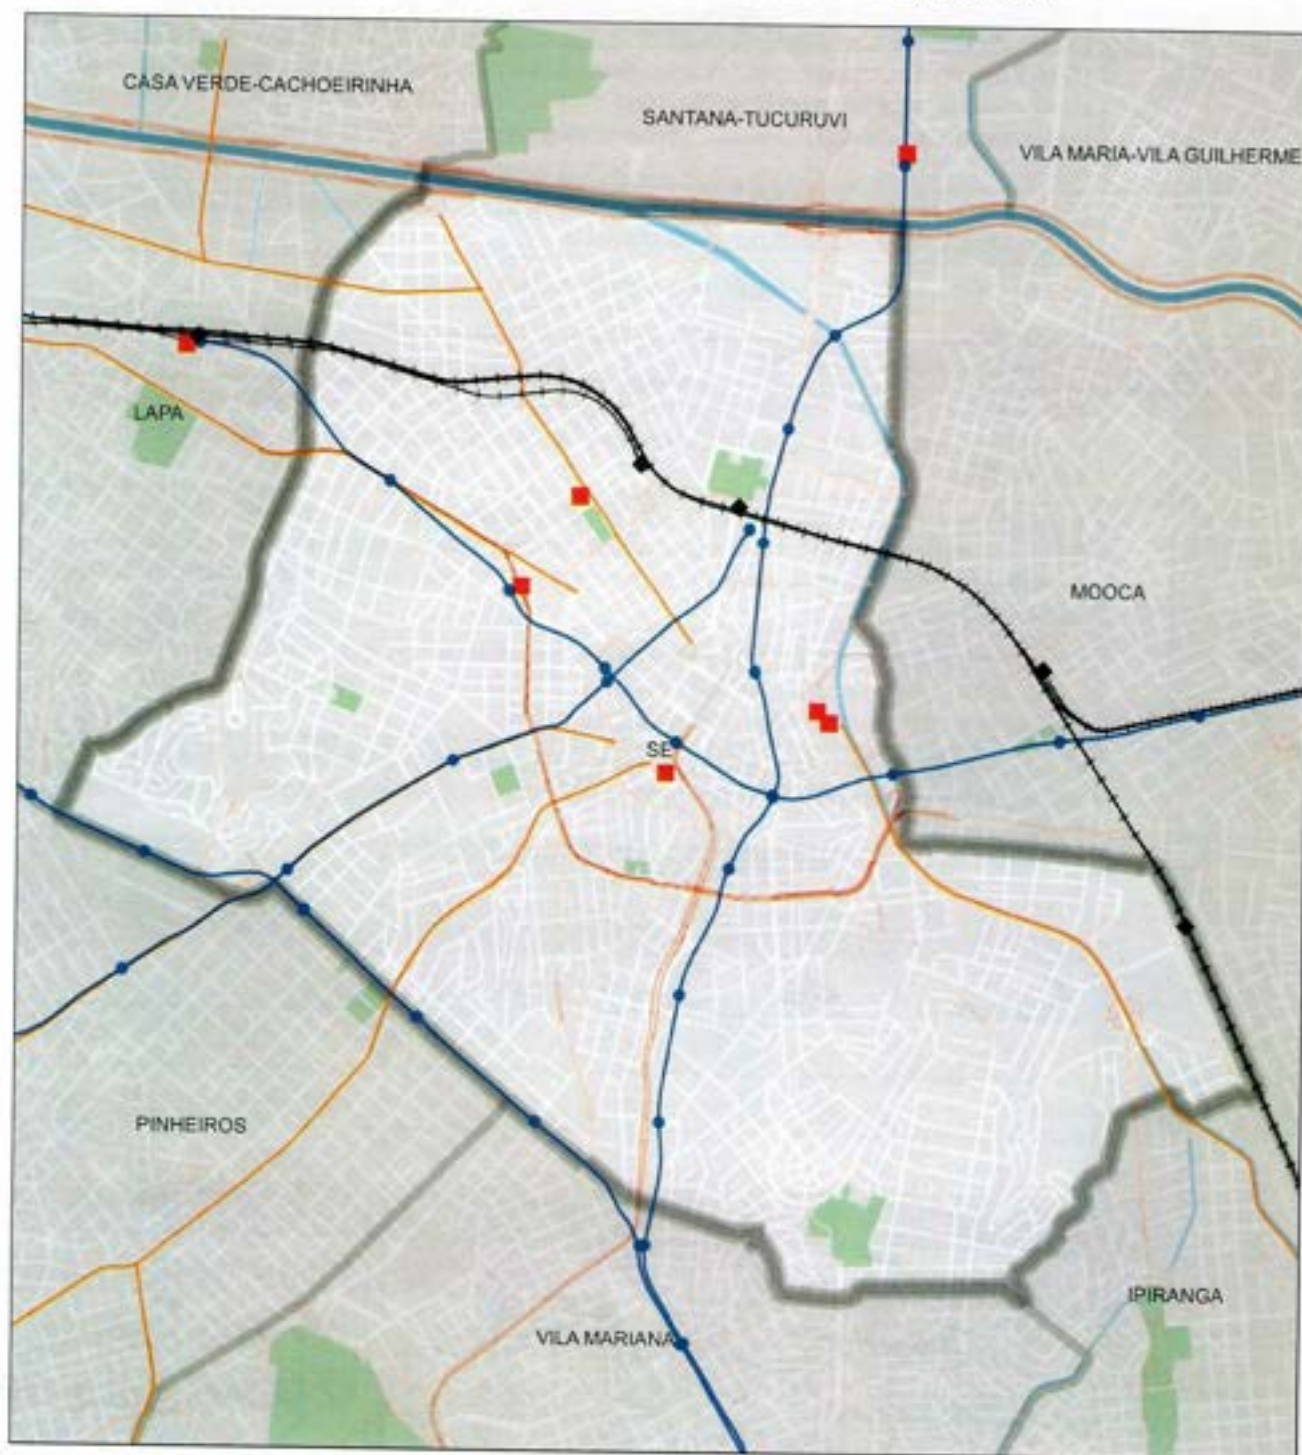 CASA VERDE-CACHOEIRINHA
SANTANA-TUCURUVI
VILA MARIA-VILA GUILHERME
LAPA
MOOCA
SE
PINHEIROS
IPIRANGA
VILA MARIANA